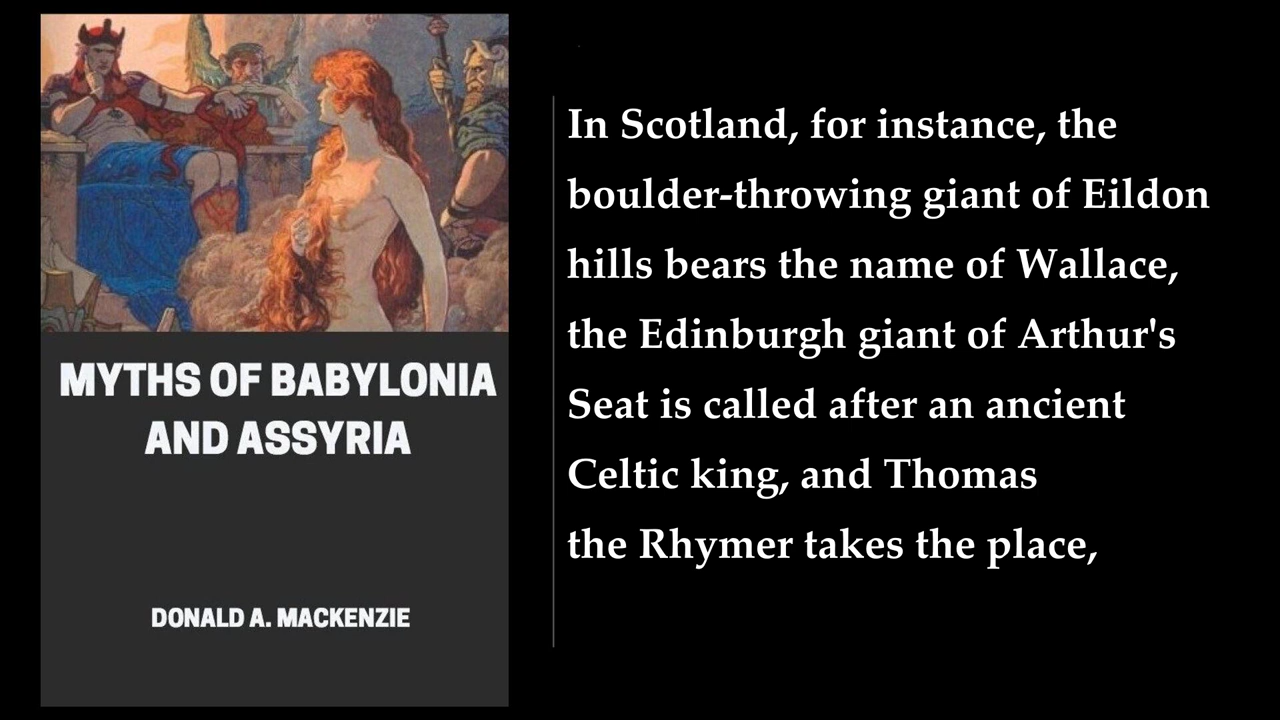 MYTHS OF BABYLONIA
AND ASSYRIA
DONALD A. MACKENZIE
In Scotland, for instance, the
boulder-throwing giant of Eildon
hills bears the name of Wallace,
the Edinburgh giant of Arthur's
Seat is called after an ancient
Celtic king, and Thomas
the Rhymer takes the place,